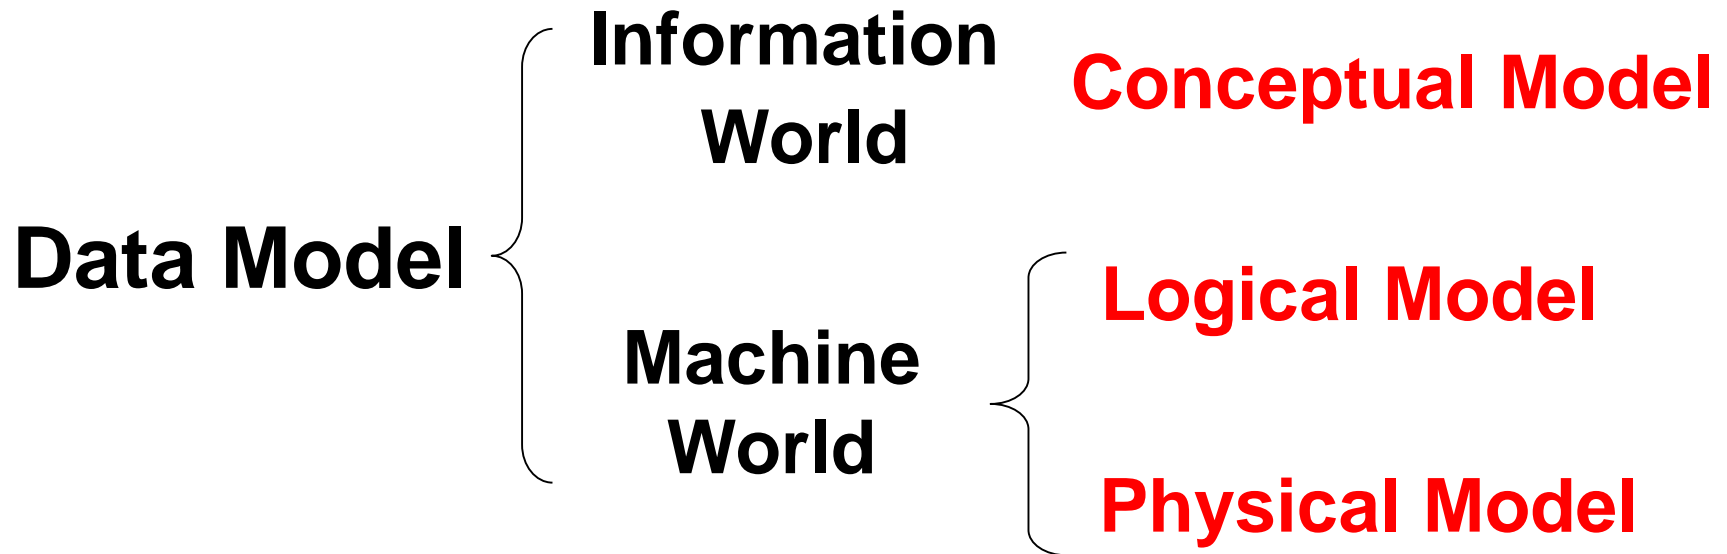 Information
World
Conceptual Model
Data Model
Logical Model
Machine
World
Physical Model